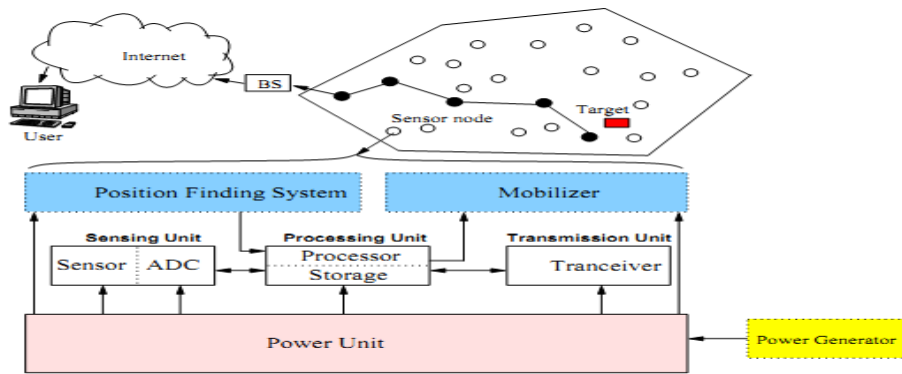 Internet
BS
User
Sensor node
Target
Position Finding System
Mobilizer
Sensing Unit
Processing Unit
Transmission Unit
Sensor
ADC
Processor
Storage
Tranceiver
Power Unit
Power Generator